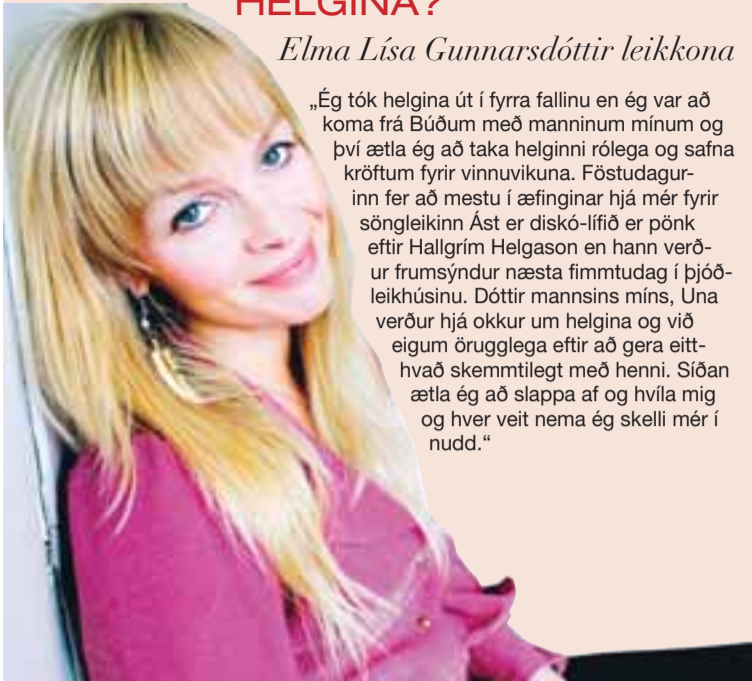 HELGINA?
Elma Lísa Gunnarsdóttir leikkona
„Ég tók helgina út í fyrra fallinu en ég var að
koma frá Búðum með manninum mínum og
því ætla ég að taka helginni rólega og safna
kröftum fyrir vinnuvikuna. Föstudagur-
inn fer að mestu í æfinginar hjá mér fyrir
söngleikinn Ást er diskó-lífið er pönk
eftir Hallgrím Helgason en hann verð-
ur frumsýndur næsta fimmtudag í þjóð-
leikhúsinu. Dóttir mannsins míns, Una
verður hjá okkur um helgina og við
eigum örugglega eftir að gera eitt-
hvað skemmtilegt með henni. Síðan
ætla ég að slappa af og hvíla mig
og hver veit nema ég skelli mér í
nudd.“